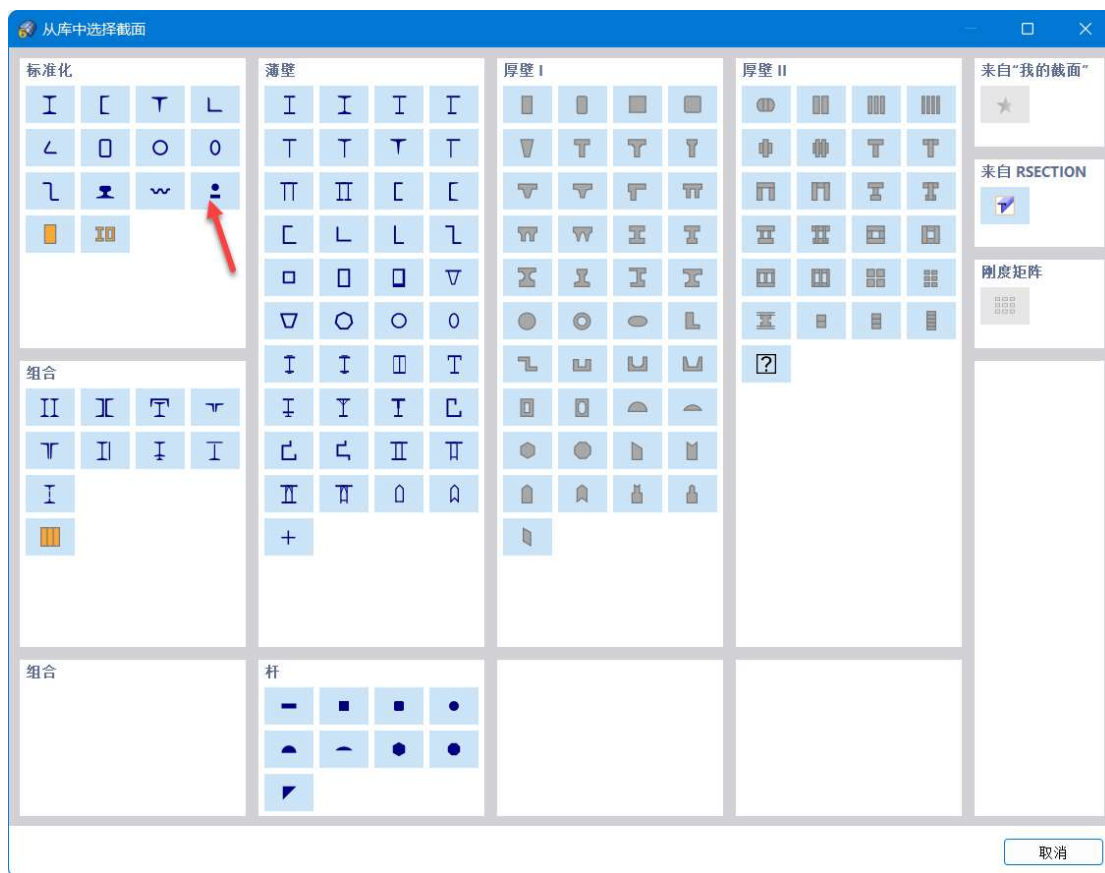 从库中选择截面
标准化
薄壁
厚壁 I
厚壁 II
来自“我的截面”
来自 RSECTION
刚度矩阵
组合
组合
杆
取消